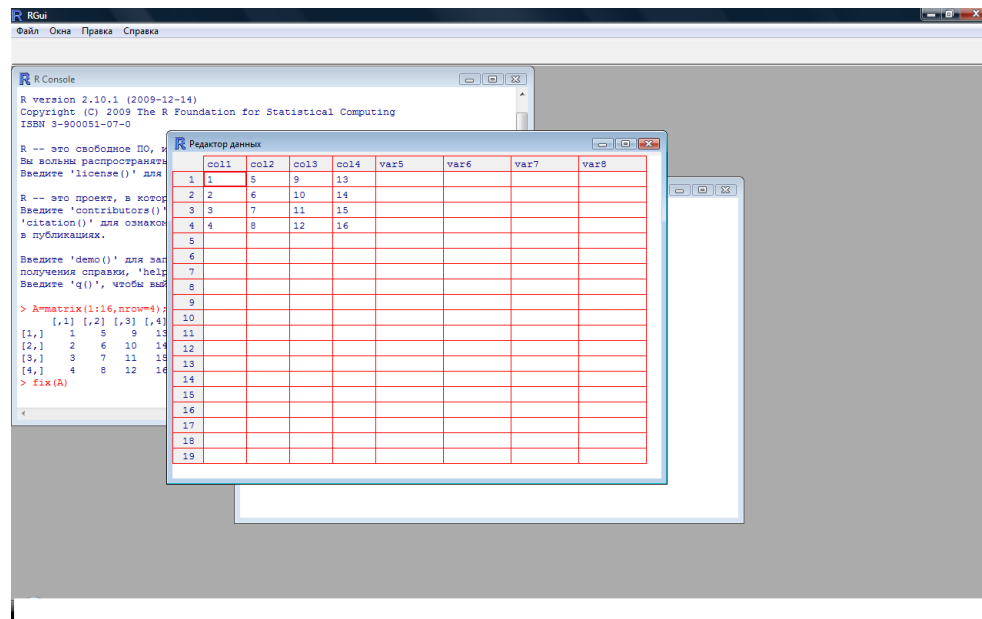 RGui
Файл Окна Правка Справка
R Console
R version 2.10.1 (2009-12-14)
Copyright (C) 2009 The R Foundation for Statistical Computing
ISBN 3-900051-07-0
R -- это свободное ПО, и
Вы вольны распространять
Введите 'license()' для
R -- это проект, в котор
Введите 'contributors()'
'citation()' для ознаком
в публикациях.
Введите 'demo()' для зап
получения справки, 'help
Введите 'q()', чтобы вый
> A=matrix(1:16,nrow=4);
[,1] [,2] [,3] [,4]
[1,] 1 5 9 13
[2,] 2 6 10 14
[3,] 3 7 11 15
[4,] 4 8 12 16
> fix(A)
Редактор данных
col1 col2 col3 col4 var5 var6 var7 var8
1 1 5 9 13
2 2 6 10 14
3 3 7 11 15
4 4 8 12 16
5
6
7
8
9
10
11
12
13
14
15
16
17
18
19